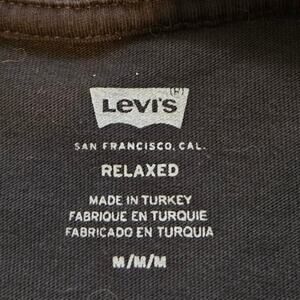 Levi's®
SAN FRANCISCO, CAL.
RELAXED
MADE IN TURKEY
FABRIQUE EN TURQUIE
FABRICADO EN TURQUIA
M/M/M